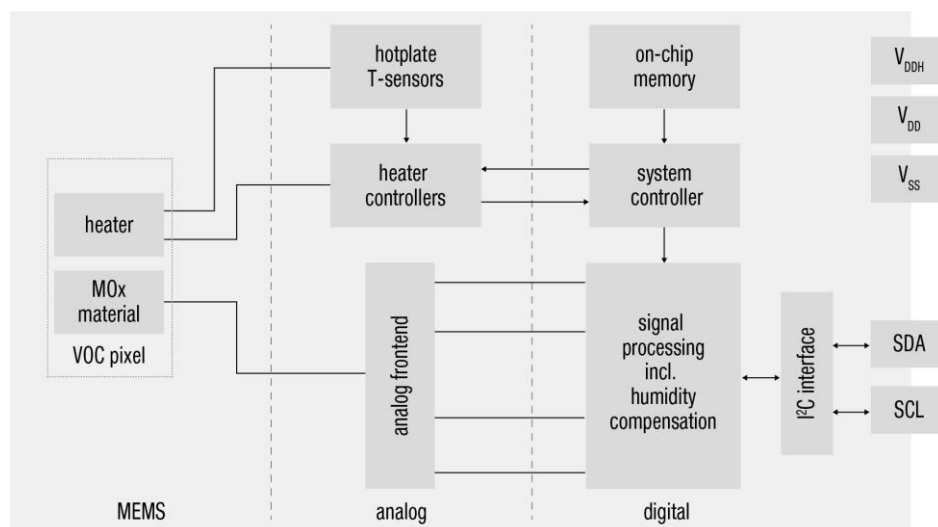 hotplate
T-sensors
on-chip
memory
V_DDH
V_DD
V_SS
heater
controllers
system
controller
heater
MOx
material
VOC pixel
analog frontend
signal
processing
incl.
humidity
compensation
I²C interface
SDA
SCL
MEMS
analog
digital